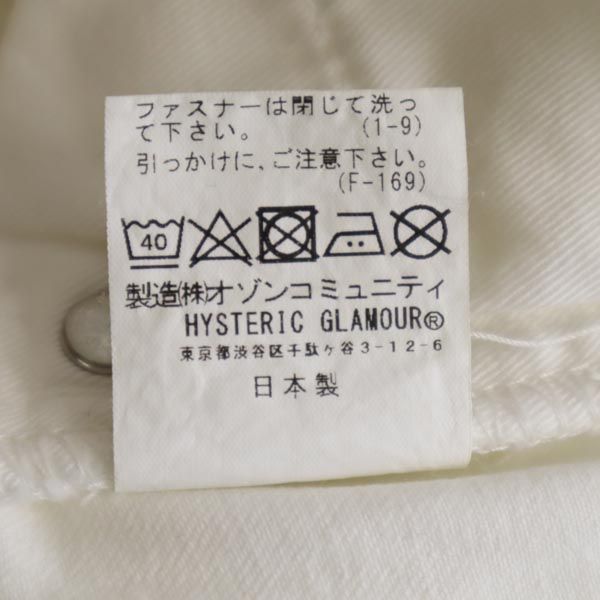 ファスナーは閉じて洗っ
て下さい。 (1-9)
引っかけに、ご注意下さい。
(F-169)
40
製造(株)オゾンコミュニティ
HYSTERIC GLAMOUR®
東京都渋谷区千駄ヶ谷3-12-6
日本製